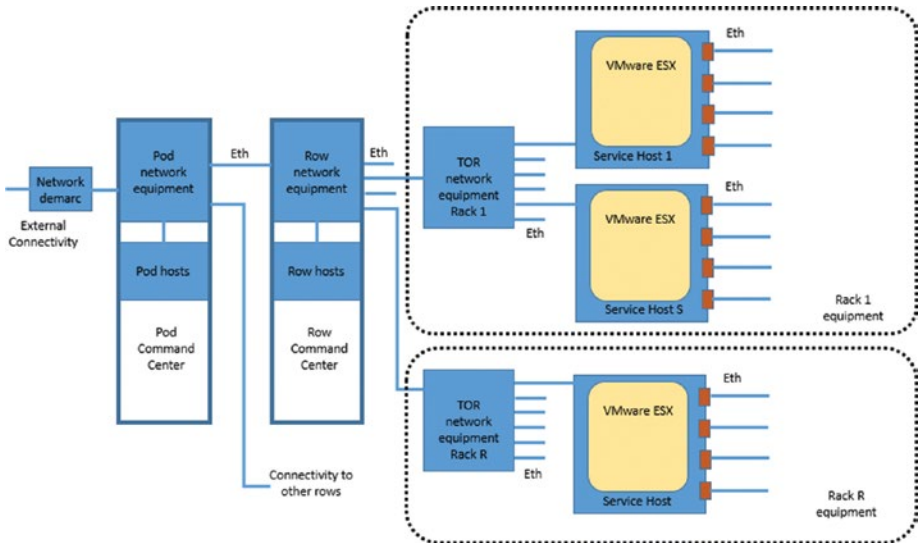 Network
demarc
External
Connectivity
Pod
network
equipment
Pod hosts
Pod
Command
Center
Eth
Row
network
equipment
Row hosts
Row
Command
Center
Eth
Connectivity to
other rows
TOR
network
equipment
Rack 1
Eth
VMware ESX
Service Host 1
Eth
VMware ESX
Service Host S
Eth
Rack 1
equipment
TOR
network
equipment
Rack R
Eth
VMware ESX
Service Host
Eth
Rack R
equipment